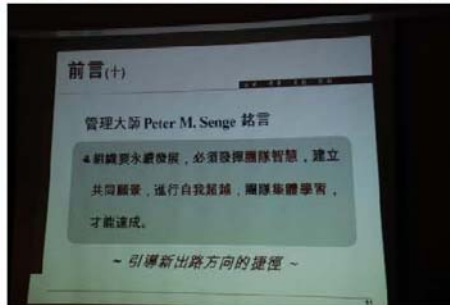 前言(十)
管理大師 Peter M. Senge 銘言
組織要永續發展，必須發揮團隊智慧，建立
共同願景，進行自我超越，團隊集體學習，
才能達成。
~ 引導新出路方向的捷徑 ~